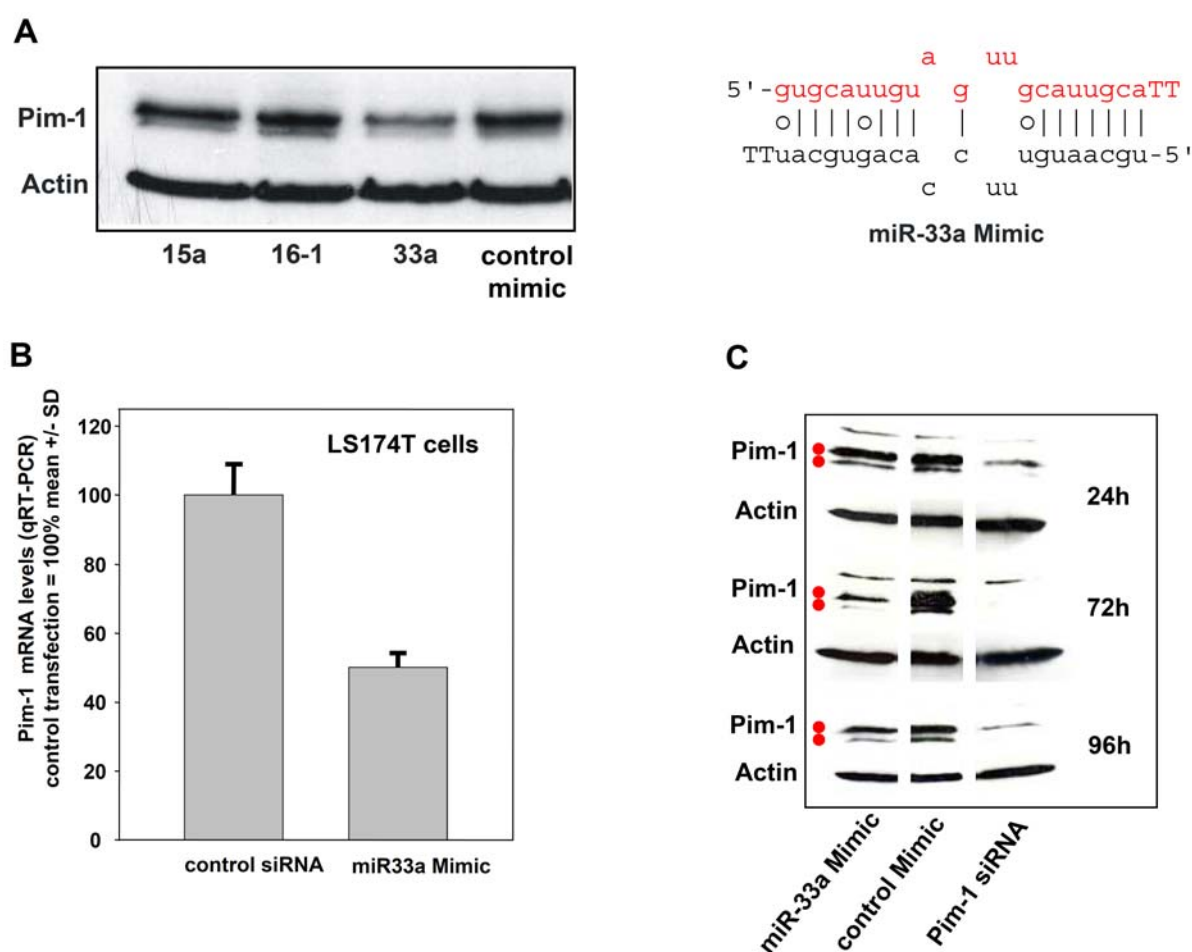 A
Pim-1
Actin
15a 16-1 33a control
mimic
a uu
5'-gugcauugu g gcauugcaTT
TTuacgugaca c uguaacgu-5'
c uu
miR-33a Mimic
B
Pim-1 mRNA levels (qRT-PCR)
control transfection = 100% mean +/- SD
LS174T cells
120
100
80
60
40
20
0
control siRNA miR33a Mimic
C
Pim-1
24h
Actin
Pim-1
72h
Actin
Pim-1
96h
Actin
miR-33a Mimic
control Mimic
Pim-1 siRNA